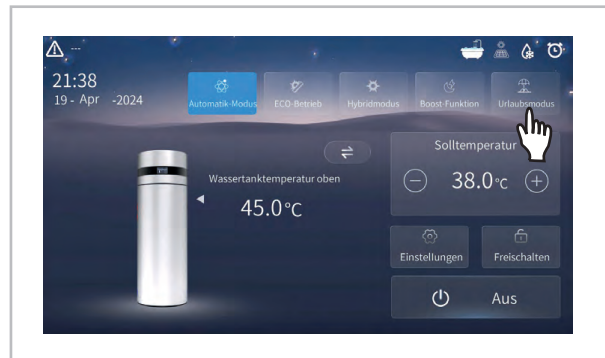 ---
21:38
19 - Apr -2024
Automatik-Modus
ECO-Betrieb
Hybridmodus
Boost-Funktion
Urlaubsmodus
Solltemperatur
38.0°C
Wassertanktemperatur oben
45.0°C
Einstellungen
Freischalten
Aus